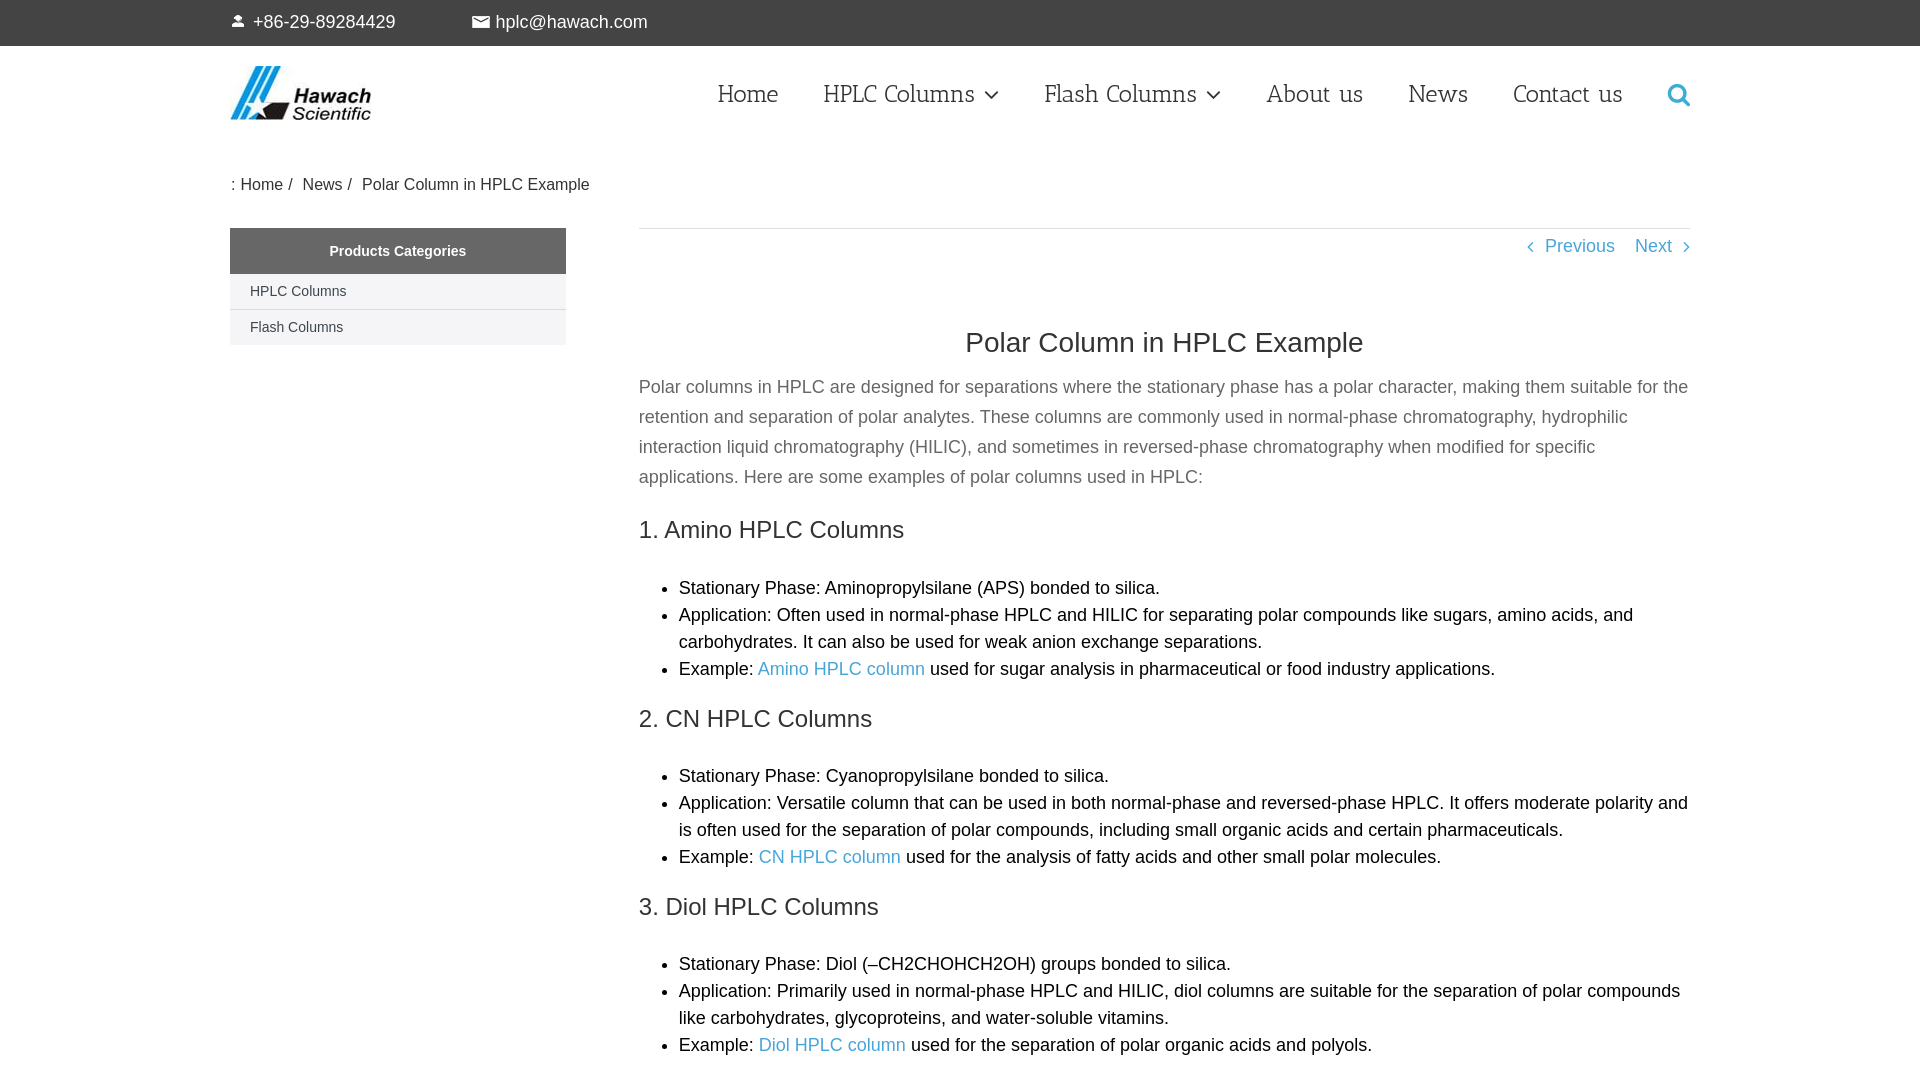 +86-29-89284429
hplc@hawach.com
Hawach
Scientific
Home
HPLC Columns
Flash Columns
About us
News
Contact us
: Home / News / Polar Column in HPLC Example
Products Categories
HPLC Columns
Flash Columns
Previous
Next
Polar Column in HPLC Example
Polar columns in HPLC are designed for separations where the stationary phase has a polar character, making them suitable for the
retention and separation of polar analytes. These columns are commonly used in normal-phase chromatography, hydrophilic
interaction liquid chromatography (HILIC), and sometimes in reversed-phase chromatography when modified for specific
applications. Here are some examples of polar columns used in HPLC:
1. Amino HPLC Columns
• Stationary Phase: Aminopropylsilane (APS) bonded to silica.
• Application: Often used in normal-phase HPLC and HILIC for separating polar compounds like sugars, amino acids, and
carbohydrates. It can also be used for weak anion exchange separations.
• Example: Amino HPLC column used for sugar analysis in pharmaceutical or food industry applications.
2. CN HPLC Columns
• Stationary Phase: Cyanopropylsilane bonded to silica.
• Application: Versatile column that can be used in both normal-phase and reversed-phase HPLC. It offers moderate polarity and
is often used for the separation of polar compounds, including small organic acids and certain pharmaceuticals.
• Example: CN HPLC column used for the analysis of fatty acids and other small polar molecules.
3. Diol HPLC Columns
• Stationary Phase: Diol (–CH2CHOHCH2OH) groups bonded to silica.
• Application: Primarily used in normal-phase HPLC and HILIC, diol columns are suitable for the separation of polar compounds
like carbohydrates, glycoproteins, and water-soluble vitamins.
• Example: Diol HPLC column used for the separation of polar organic acids and polyols.